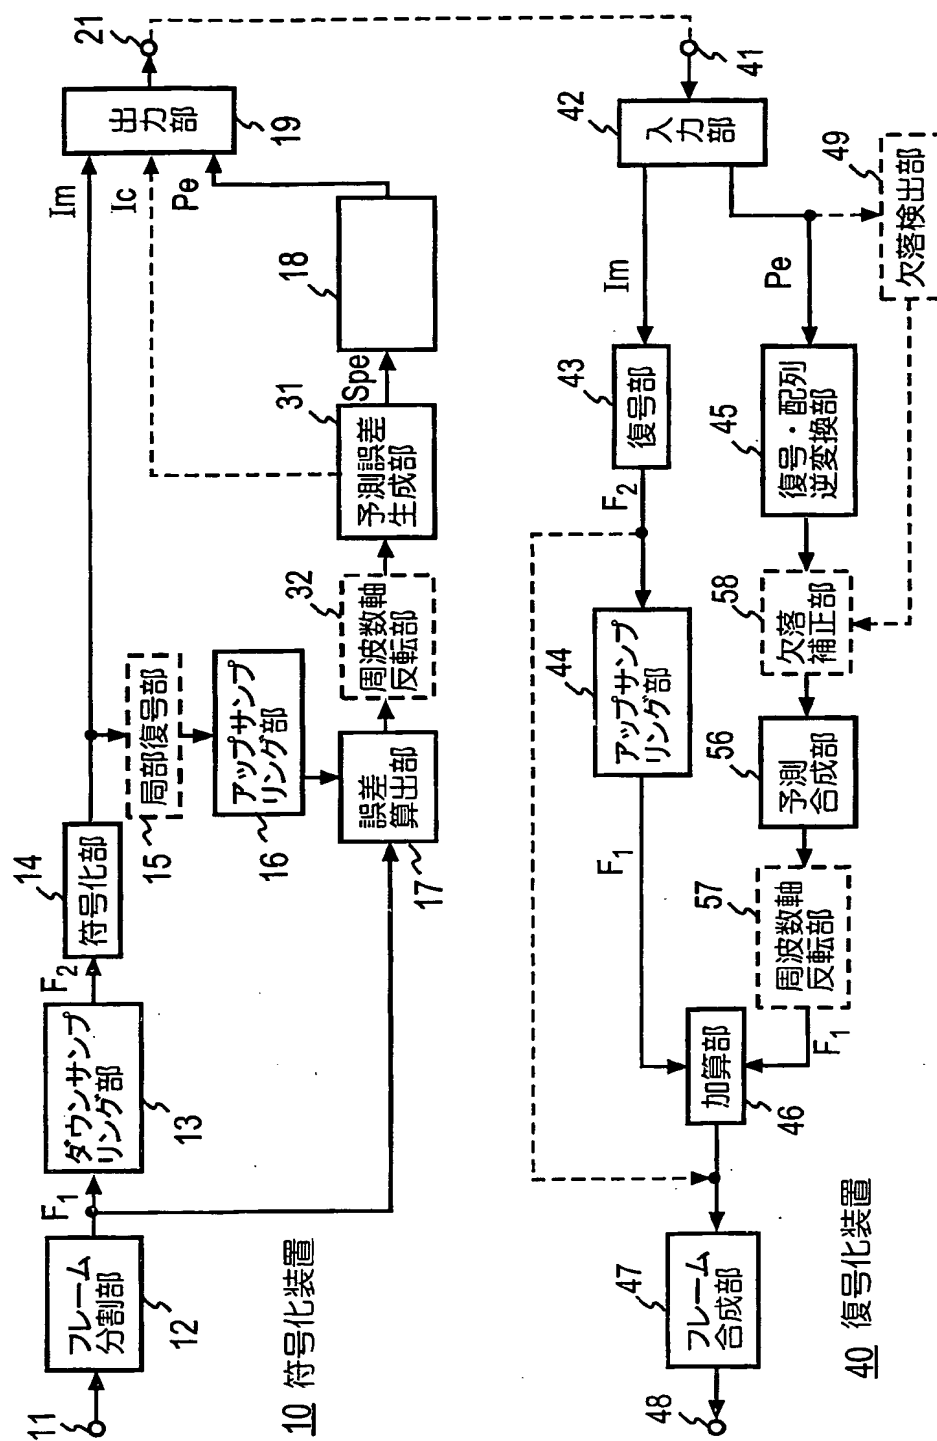 11
フレーム
分割部
12
F1
ダウンサンプ
リング部
13
F2
符号化部
14
局部復号部
15
アップサンプ
リング部
16
誤差
算出部
17
周波数軸
反転部
32
予測誤差
生成部
31
Spe
18
Im
Ic
Pe
出力部
19
21
10 符号化装置
41
入力部
42
Im
Pe
欠落検出部
49
復号部
43
F2
復号・配列
逆変換部
45
アップサンプ
リング部
44
欠落
補正部
58
予測
合成部
56
周波数軸
反転部
57
F1
F1
加算部
46
フレーム
合成部
47
48
40 復号化装置